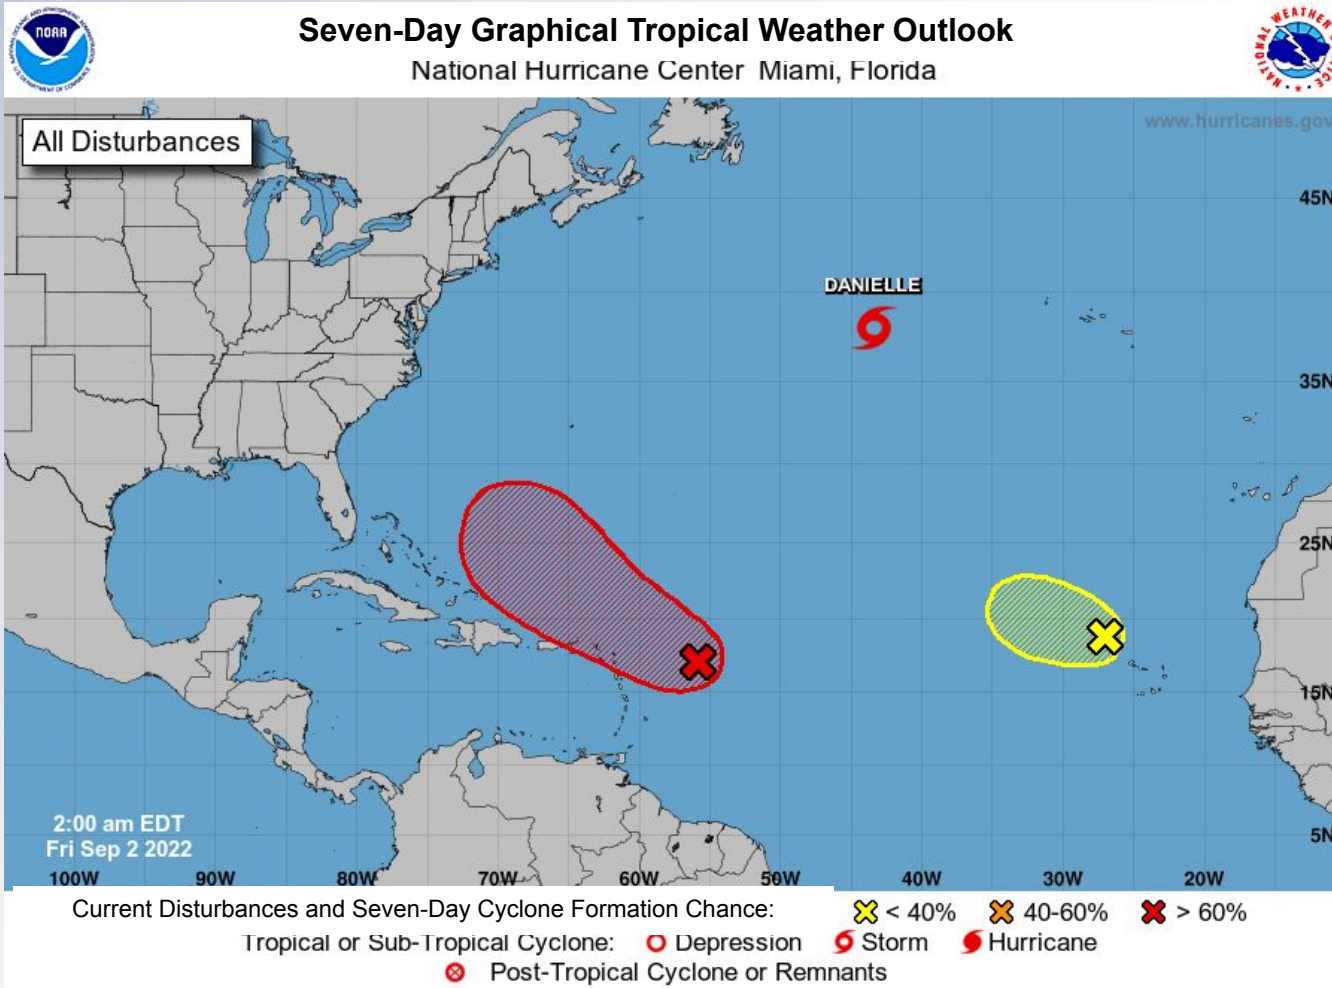 Seven-Day Graphical Tropical Weather Outlook
National Hurricane Center Miami, Florida
NOAA
All Disturbances
www.hurricanes.gov
45N
DANIELLE
35N
25N
15N
2:00 am EDT
Fri Sep 2 2022
5N
100W 90W 80W 70W 60W 50W 40W 30W 20W
Current Disturbances and Seven-Day Cyclone Formation Chance: < 40% 40-60% > 60%
Tropical or Sub-Tropical Cyclone: Depression Storm Hurricane
Post-Tropical Cyclone or Remnants